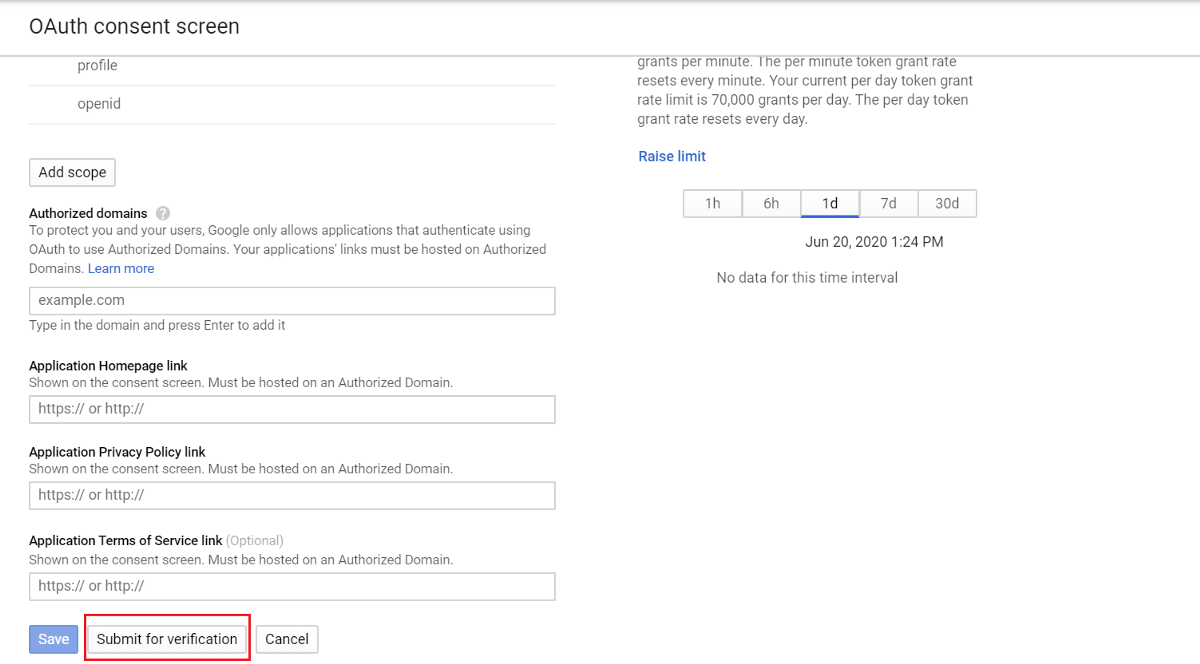 OAuth consent screen
profile
openid
Add scope
Authorized domains ?
To protect you and your users, Google only allows applications that authenticate using
OAuth to use Authorized Domains. Your applications' links must be hosted on Authorized
Domains. Learn more
example.com
Type in the domain and press Enter to add it
Application Homepage link
Shown on the consent screen. Must be hosted on an Authorized Domain.
https:// or http://
Application Privacy Policy link
Shown on the consent screen. Must be hosted on an Authorized Domain.
https:// or http://
Application Terms of Service link (Optional)
Shown on the consent screen. Must be hosted on an Authorized Domain.
https:// or http://
Save Submit for verification Cancel
grants per minute. The per minute token grant rate
resets every minute. Your current per day token grant
rate limit is 70,000 grants per day. The per day token
grant rate resets every day.
Raise limit
1h 6h 1d 7d 30d
Jun 20, 2020 1:24 PM
No data for this time interval